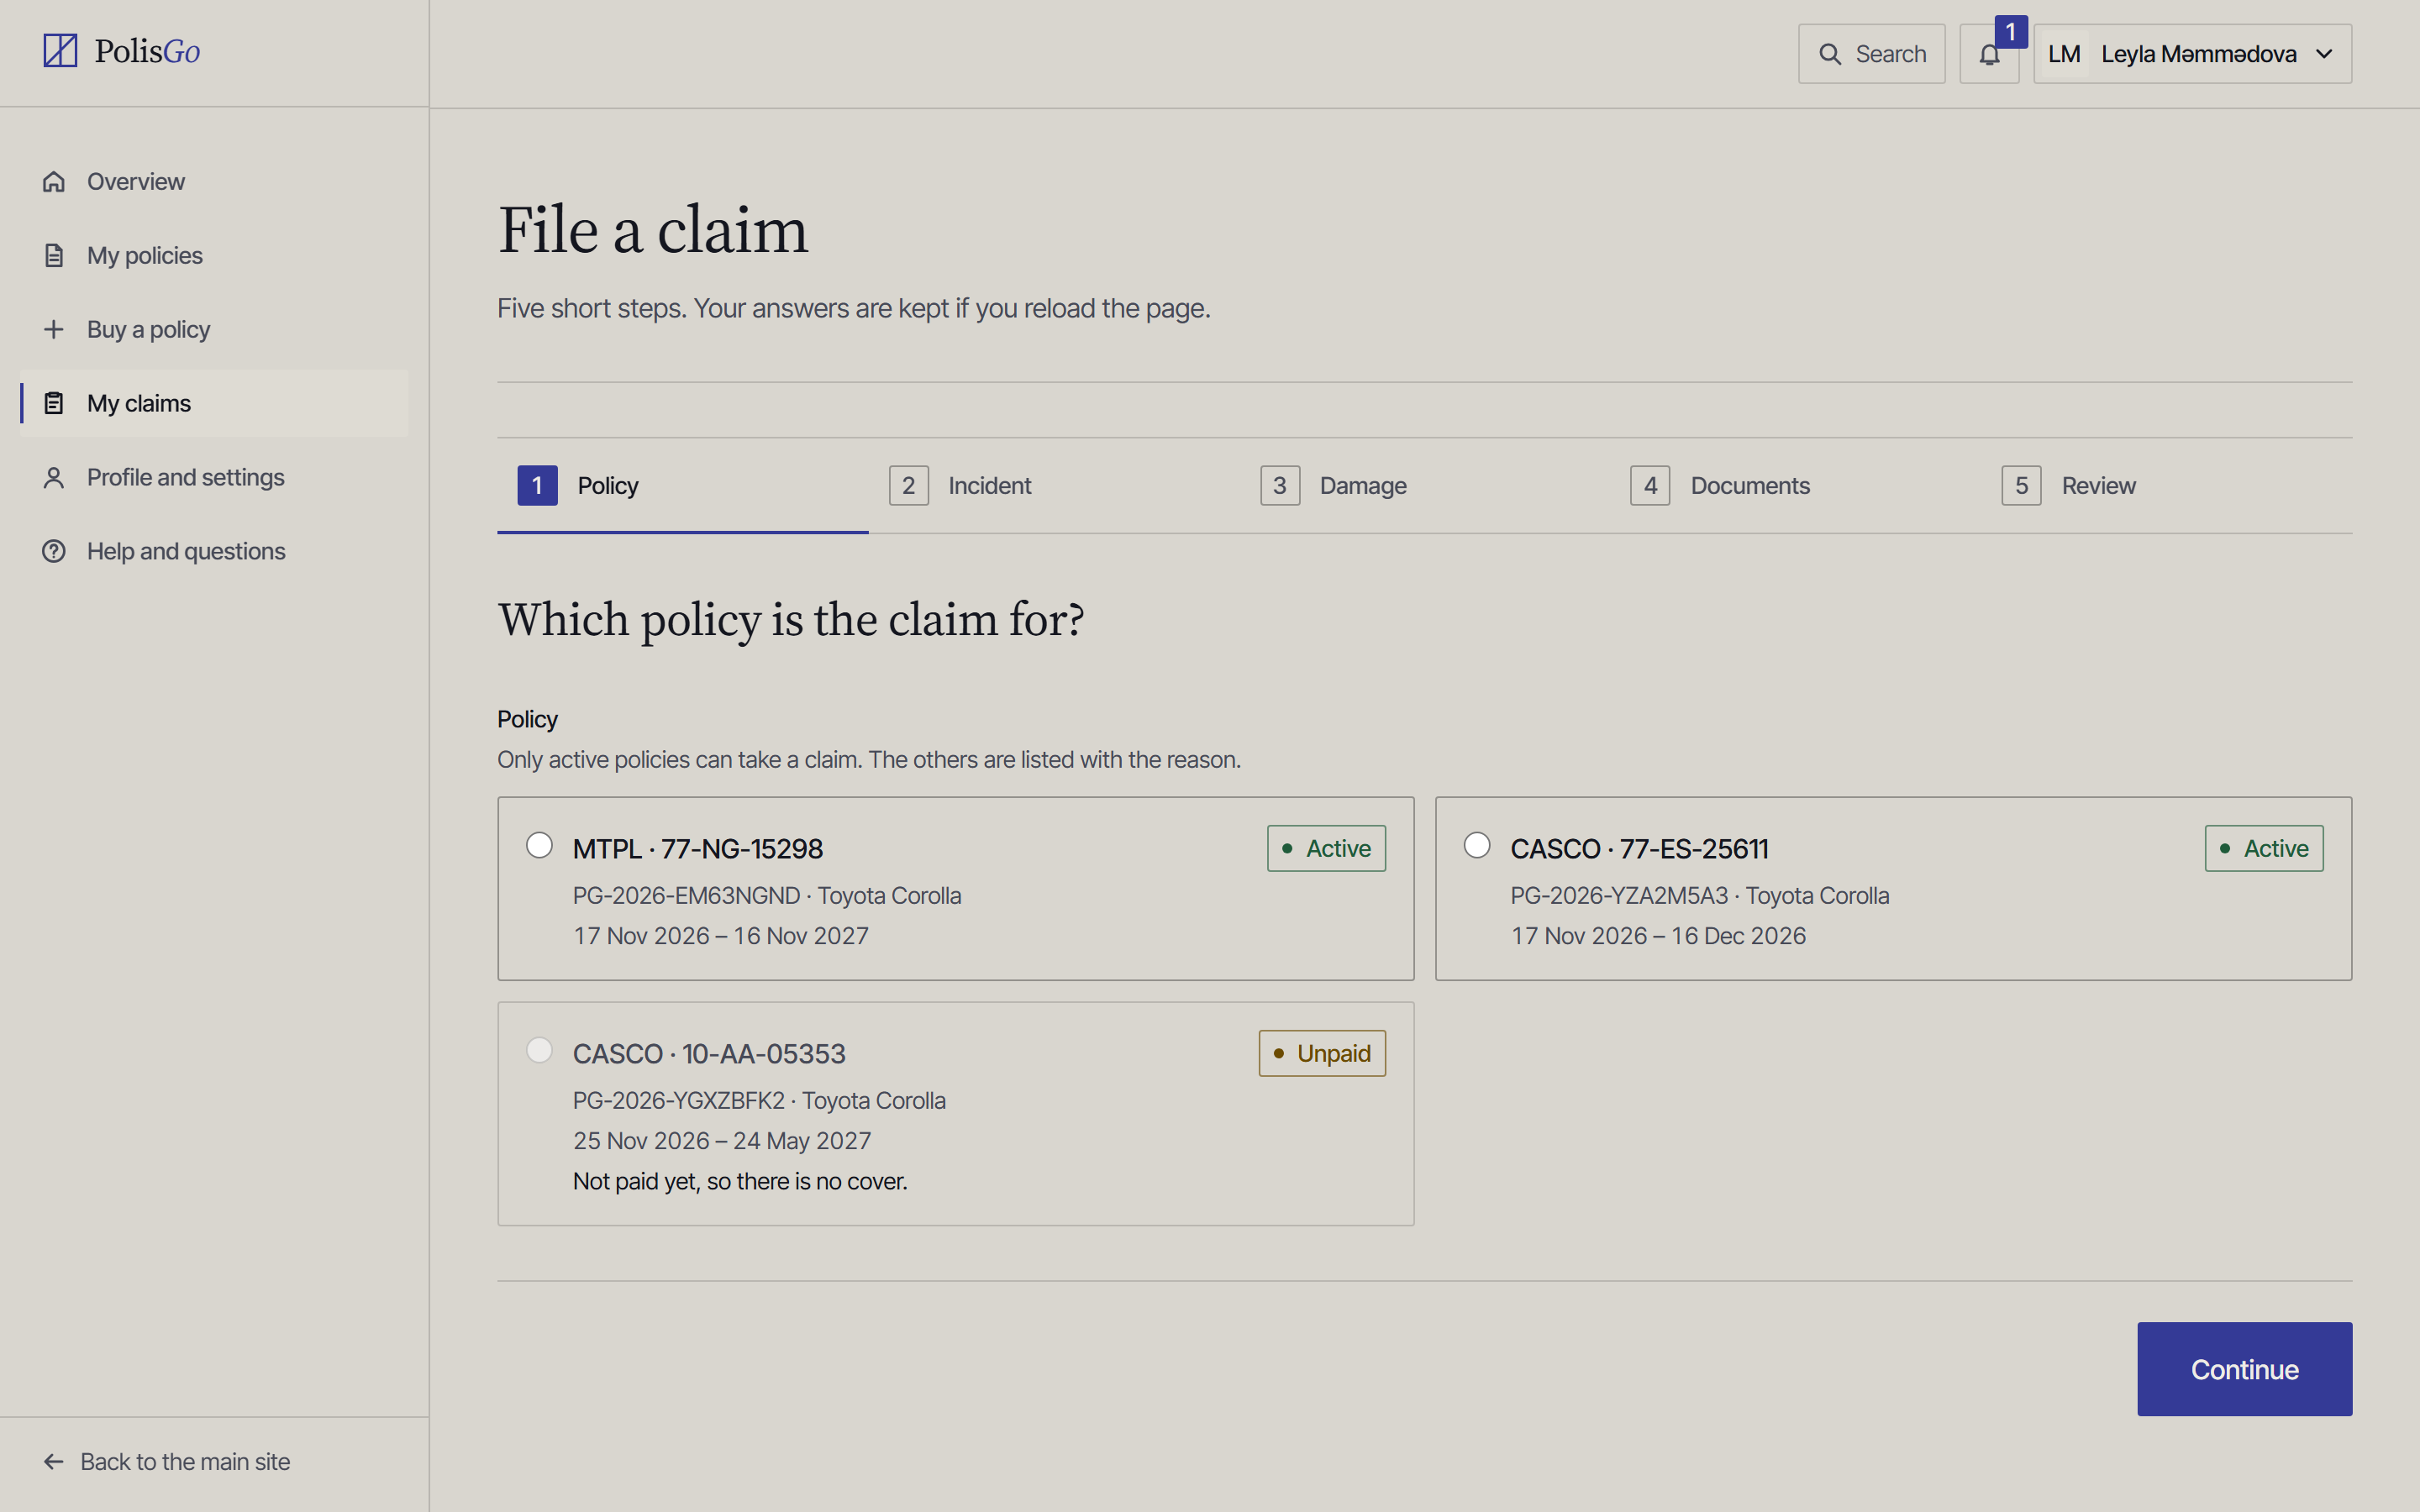 PolisGo
Search
1
LM Leyla Məmmədova
Overview
My policies
Buy a policy
My claims
Profile and settings
Help and questions
Back to the main site
File a claim
Five short steps. Your answers are kept if you reload the page.
1 Policy
2 Incident
3 Damage
4 Documents
5 Review
Which policy is the claim for?
Policy
Only active policies can take a claim. The others are listed with the reason.
MTPL · 77-NG-15298
Active
PG-2026-EM63NGND · Toyota Corolla
17 Nov 2026 – 16 Nov 2027
CASCO · 77-ES-25611
Active
PG-2026-YZA2M5A3 · Toyota Corolla
17 Nov 2026 – 16 Dec 2026
CASCO · 10-AA-05353
Unpaid
PG-2026-YGXZBFK2 · Toyota Corolla
25 Nov 2026 – 24 May 2027
Not paid yet, so there is no cover.
Continue